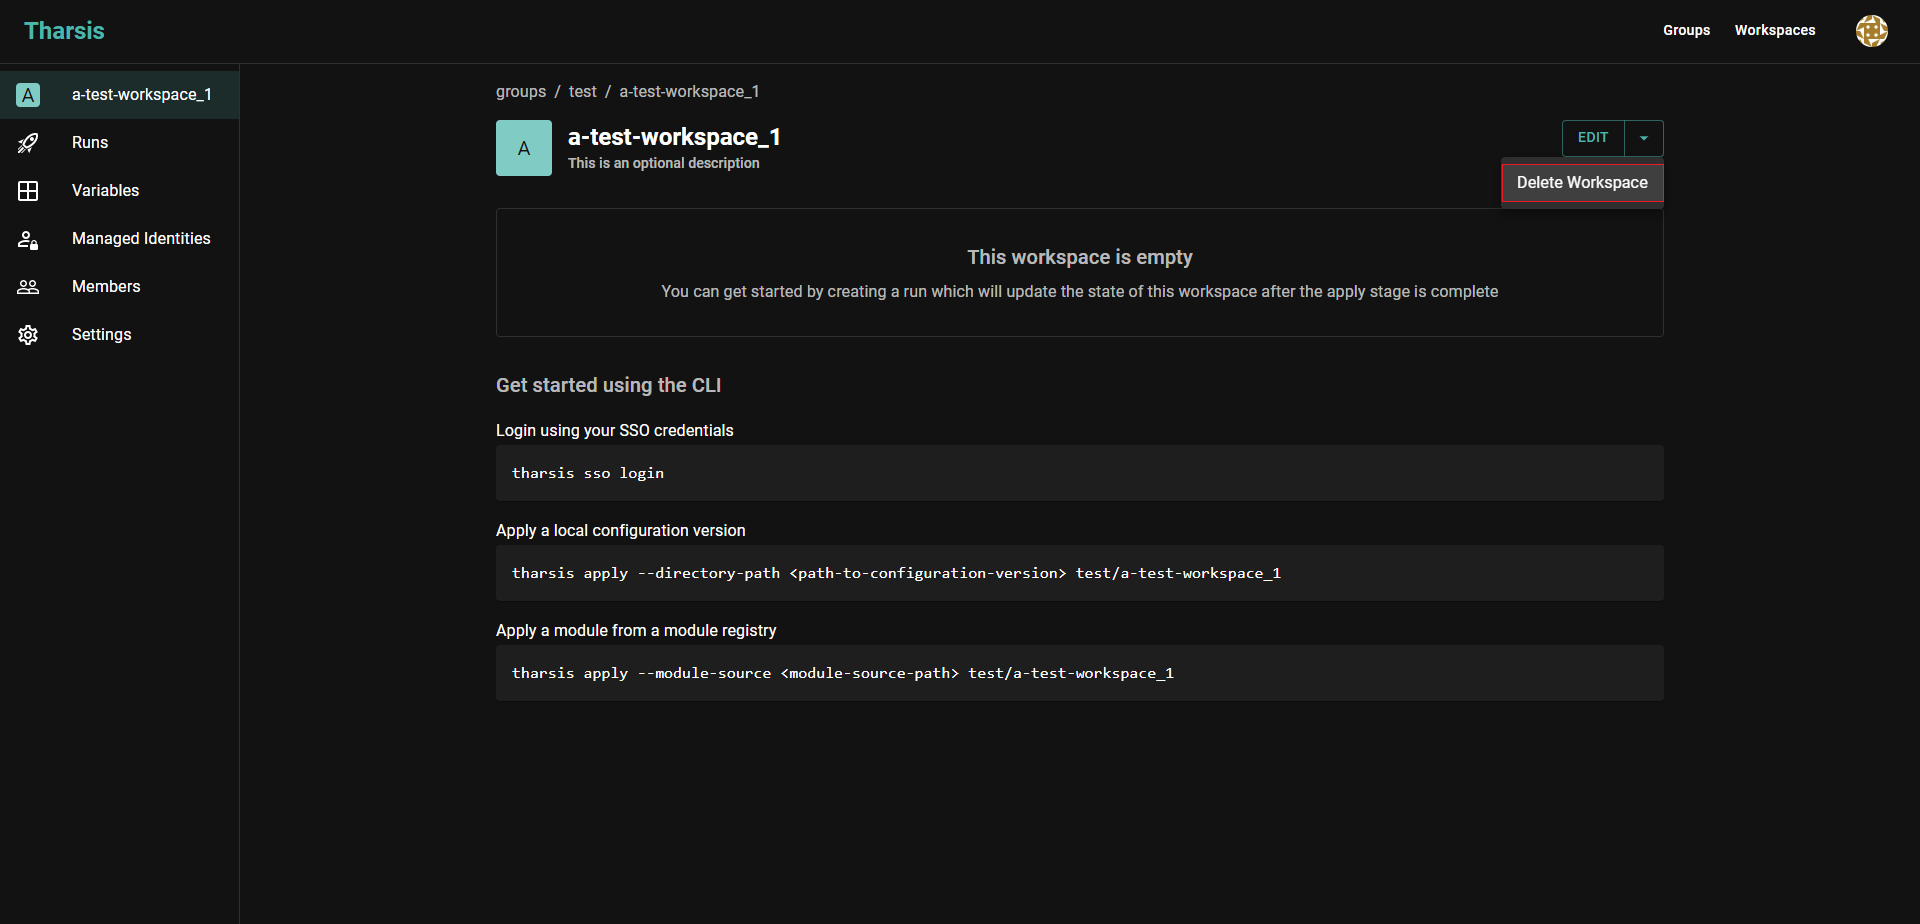 Tharsis
Groups
Workspaces
A
a-test-workspace_1
Runs
Variables
Managed Identities
Members
Settings
groups / test / a-test-workspace_1
A
a-test-workspace_1
This is an optional description
EDIT
Delete Workspace
This workspace is empty
You can get started by creating a run which will update the state of this workspace after the apply stage is complete
Get started using the CLI
Login using your SSO credentials
tharsis sso login
Apply a local configuration version
tharsis apply --directory-path <path-to-configuration-version> test/a-test-workspace_1
Apply a module from a module registry
tharsis apply --module-source <module-source-path> test/a-test-workspace_1